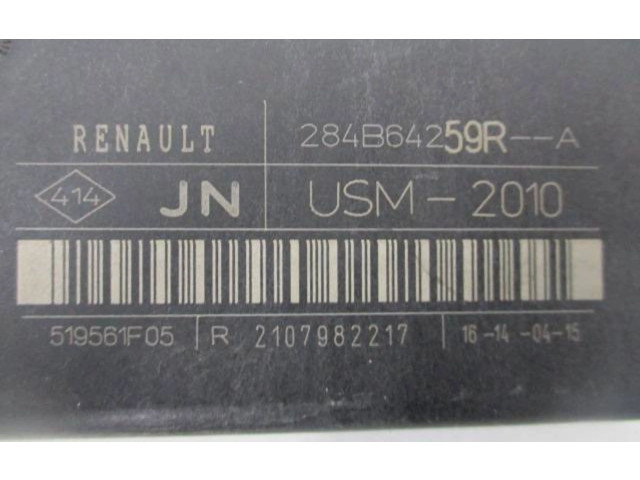 RENAULT 284B64259R--A
414 JN USM-2010
519561F05 R 2107982217 16-14-04-15